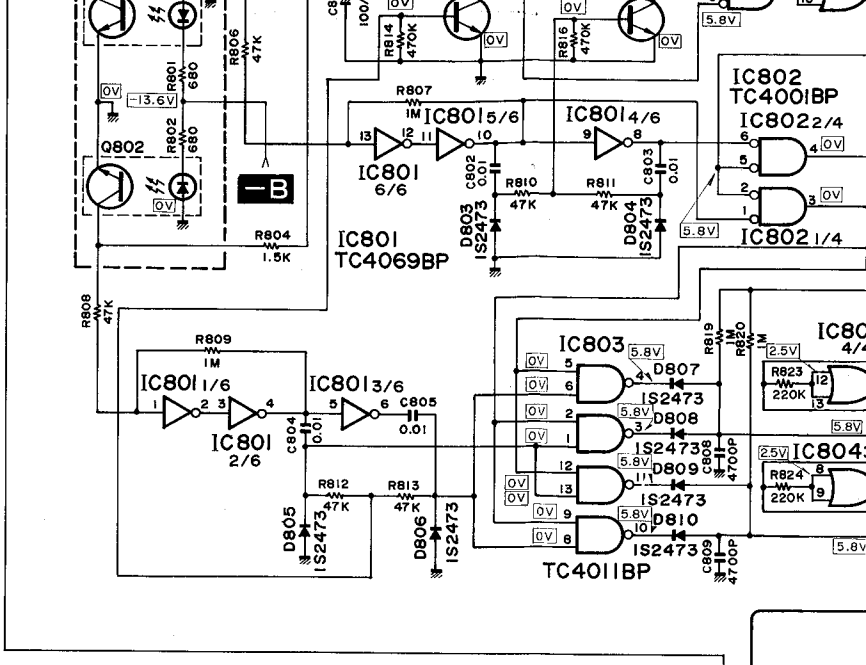 R806
47K
R801
680
0V
-13.6V
R802
680
Q802
0V
-B
R804
1.5K
100/
R814
470K
0V
0V
R816
470K
0V
0V
5.8V
R807
1M
IC801 5/6
13
12
11
10
IC801
6/6
IC801 4/6
9
8
C802
0.01
C803
0.01
R810
47K
R811
47K
D803
1S2473
D804
1S2473
IC801
TC4069BP
IC802
TC4001BP
IC802 2/4
6
5
4
0V
2
1
3
0V
5.8V
IC802 1/4
R808
47K
R809
1M
IC801 1/6
1
2
3
4
IC801
2/6
IC801 3/6
5
6
C804
0.01
C805
0.01
R812
47K
R813
47K
D805
1S2473
D806
1S2473
IC803
0V
5
0V
6
4
5.8V
D807
1S2473
0V
2
0V
1
3
5.8V
D808
1S2473
12
0V
13
0V
11
5.8V
D809
1S2473
0V
9
0V
8
10
5.8V
D810
1S2473
TC4011BP
R819
1M
R820
1M
C808
4700P
C809
4700P
4/4
2.5V
R823
220K
12
13
5.8V
2.5V
IC804
R824
220K
8
9
5.8V